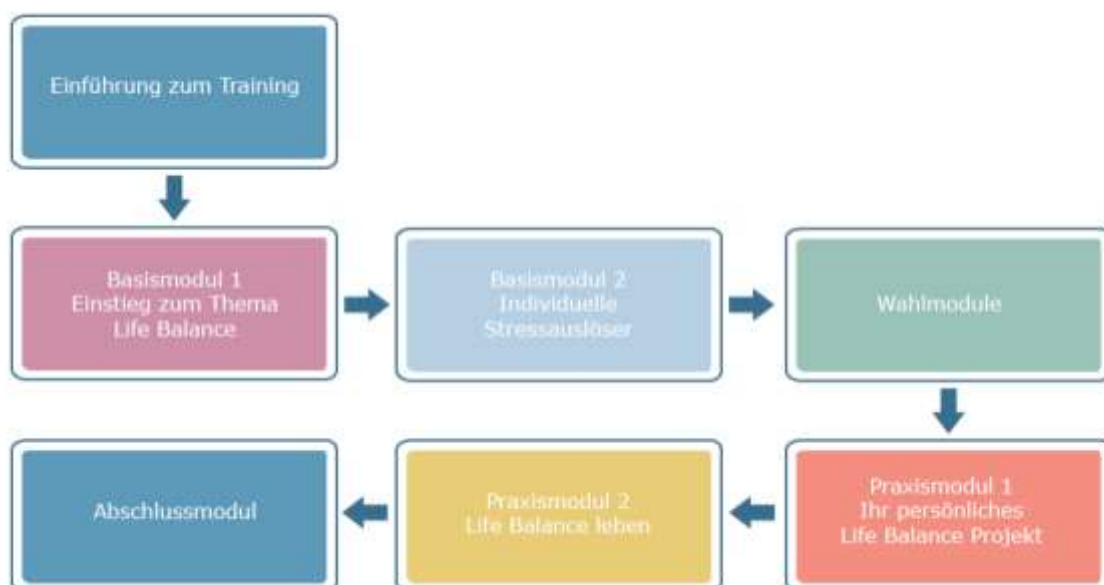 Einführung zum Training
Basismodul 1
Einstieg zum Thema
Life Balance
Basismodul 2
Individuelle
Stressauslöser
Wahlmodule
Praxismodul 1
Ihr persönliches
Life Balance Projekt
Praxismodul 2
Life Balance leben
Abschlussmodul